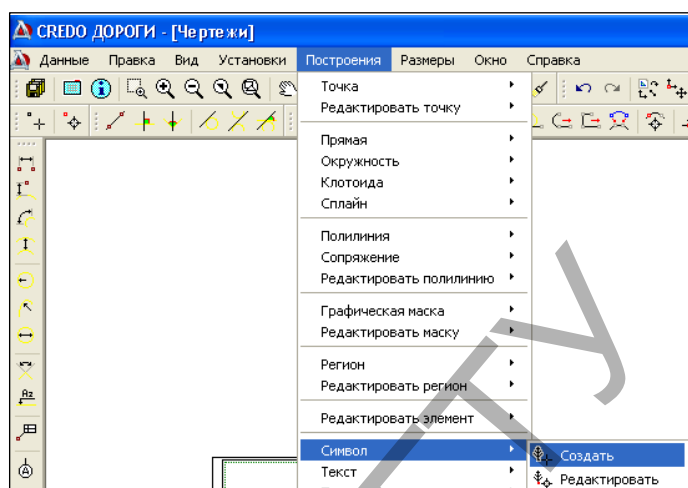 CREDO ДОРОГИ - [Чертежи]
Данные Правка Вид Установки Построения Размеры Окно Справка
Точка
Редактировать точку
Прямая
Окружность
Клотоида
Сплайн
Полилиния
Сопряжение
Редактировать полилинию
Графическая маска
Редактировать маску
Регион
Редактировать регион
Редактировать элемент
Символ
Создать
Текст
Редактировать